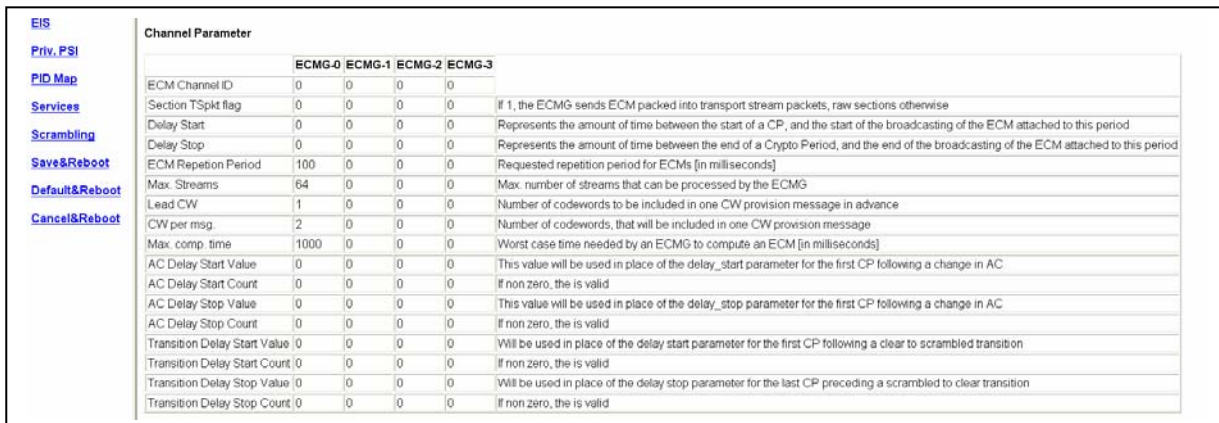 EIS
Priv. PSI
PID Map
Services
Scrambling
Save&Reboot
Default&Reboot
Cancel&Reboot
Channel Parameter
ECMG-0 ECMG-1 ECMG-2 ECMG-3
ECM Channel ID 0 0 0 0
Section TSpkt flag 0 0 0 0 If 1, the ECMG sends ECM packed into transport stream packets, raw sections otherwise
Delay Start 0 0 0 0 Represents the amount of time between the start of a CP, and the start of the broadcasting of the ECM attached to this period
Delay Stop 0 0 0 0 Represents the amount of time between the end of a Crypto Period, and the end of the broadcasting of the ECM attached to this period
ECM Repetion Period 100 0 0 0 Requested repetition period for ECMs [in milliseconds]
Max. Streams 64 0 0 0 Max. number of streams that can be processed by the ECMG
Lead CW 1 0 0 0 Number of codewords to be included in one CW provision message in advance
CW per msg. 2 0 0 0 Number of codewords, that will be included in one CW provision message
Max. comp. time 1000 0 0 0 Worst case time needed by an ECMG to compute an ECM [in milliseconds]
AC Delay Start Value 0 0 0 0 This value will be used in place of the delay_start parameter for the first CP following a change in AC
AC Delay Start Count 0 0 0 0 If non zero, the is valid
AC Delay Stop Value 0 0 0 0 This value will be used in place of the delay_stop parameter for the first CP following a change in AC
AC Delay Stop Count 0 0 0 0 If non zero, the is valid
Transition Delay Start Value 0 0 0 0 Will be used in place of the delay start parameter for the first CP following a clear to scrambled transition
Transition Delay Start Count 0 0 0 0 If non zero, the is valid
Transition Delay Stop Value 0 0 0 0 Will be used in place of the delay stop parameter for the last CP preceding a scrambled to clear transition
Transition Delay Stop Count 0 0 0 0 If non zero, the is valid